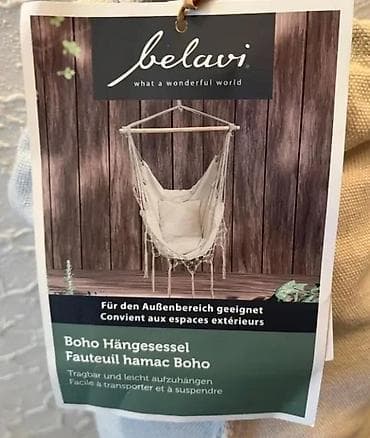 belavi
what a wonderful world
Für den Außenbereich geeignet
Convient aux espaces extérieurs
Boho Hängesessel
Fauteuil hamac Boho
Tragbar und leicht aufzuhängen
Facile à transporter et à suspendre